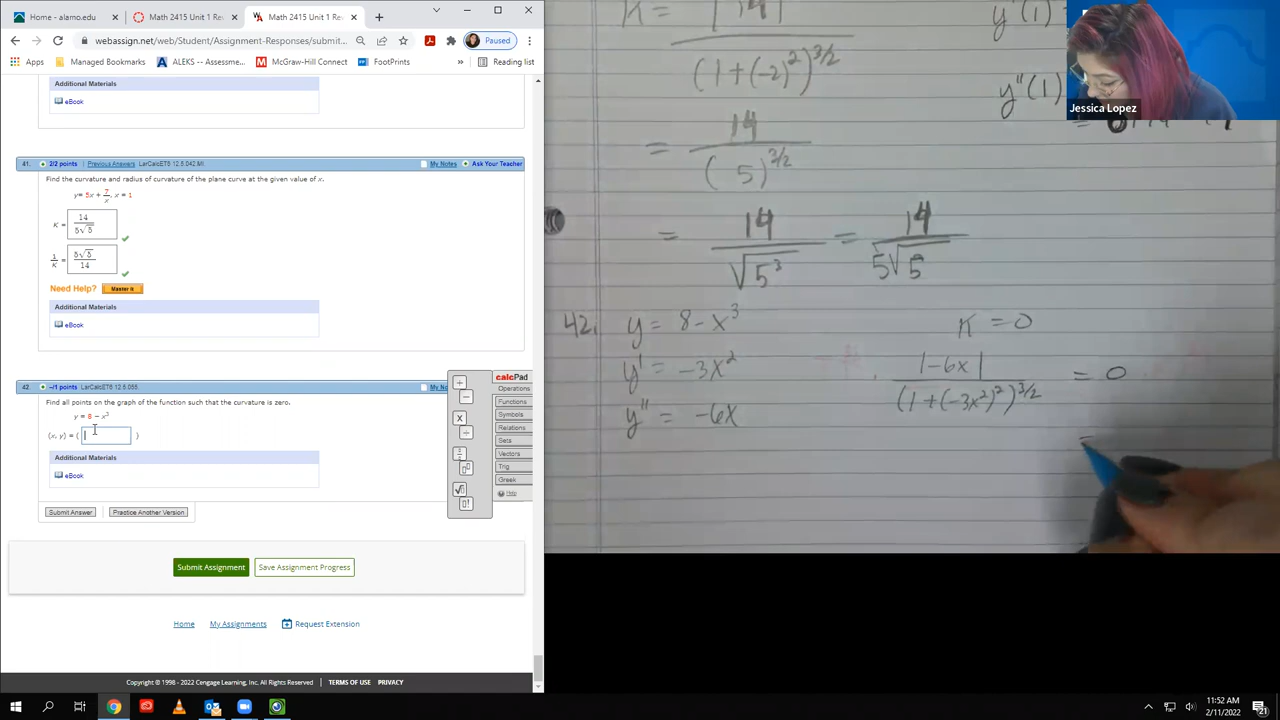 Home - alamo.edu
Math 2415 Unit 1 Re
Math 2415 Unit 1 Re
webassign.net/web/Student/Assignment-Responses/submit...
Paused
Apps
Managed Bookmarks
ALEKS -- Assessme...
McGraw-Hill Connect
FootPrints
»
Reading list
Additional Materials
eBook
41. 2/2 points Previous Answers LarCalcET6 12.5.042.MI.
My Notes
Ask Your Teacher
Find the curvature and radius of curvature of the plane curve at the given value of x.
y = 5x + 7/x, x = 1
K = 14/(5√5)
1/K = 5√5/14
Need Help? Master It
Additional Materials
eBook
42. –/1 points LarCalcET6 12.5.055.
My No
Find all points on the graph of the function such that the curvature is zero.
y = 8 − x³
(x, y) = ( )
Additional Materials
eBook
Submit Answer
Practice Another Version
calcPad
Operations
Functions
Symbols
Relations
Sets
Vectors
Trig
Greek
Help
Submit Assignment
Save Assignment Progress
Home
My Assignments
Request Extension
Copyright © 1998 - 2022 Cengage Learning, Inc. All Rights Reserved
TERMS OF USE
PRIVACY
(1+(-2)²)^3/2
= 14/(5)^3/2
= 14/√5³ = 14/5√5
42. y = 8 - x³
K = 0
y' = -3x²
|-6x|/(1+(-3x²)²)^3/2 = 0
y'' = -6x
y'(1)
y''(1)
Jessica Lopez
11:52 AM
2/11/2022
21